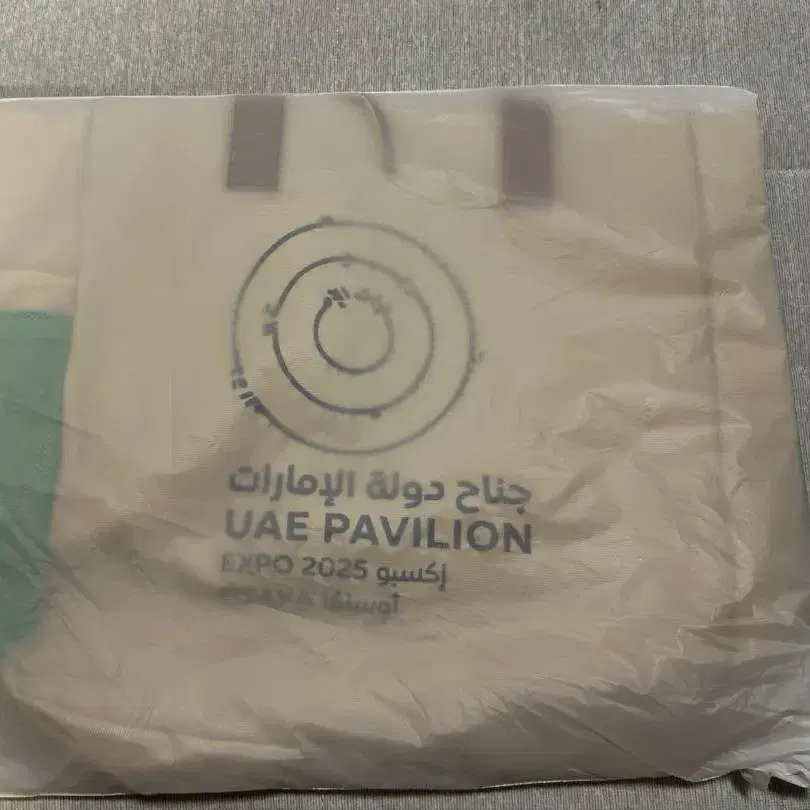 جناح دولة الإمارات
UAE PAVILION
EXPO 2025 إكسبو
OSAKA أوساكا